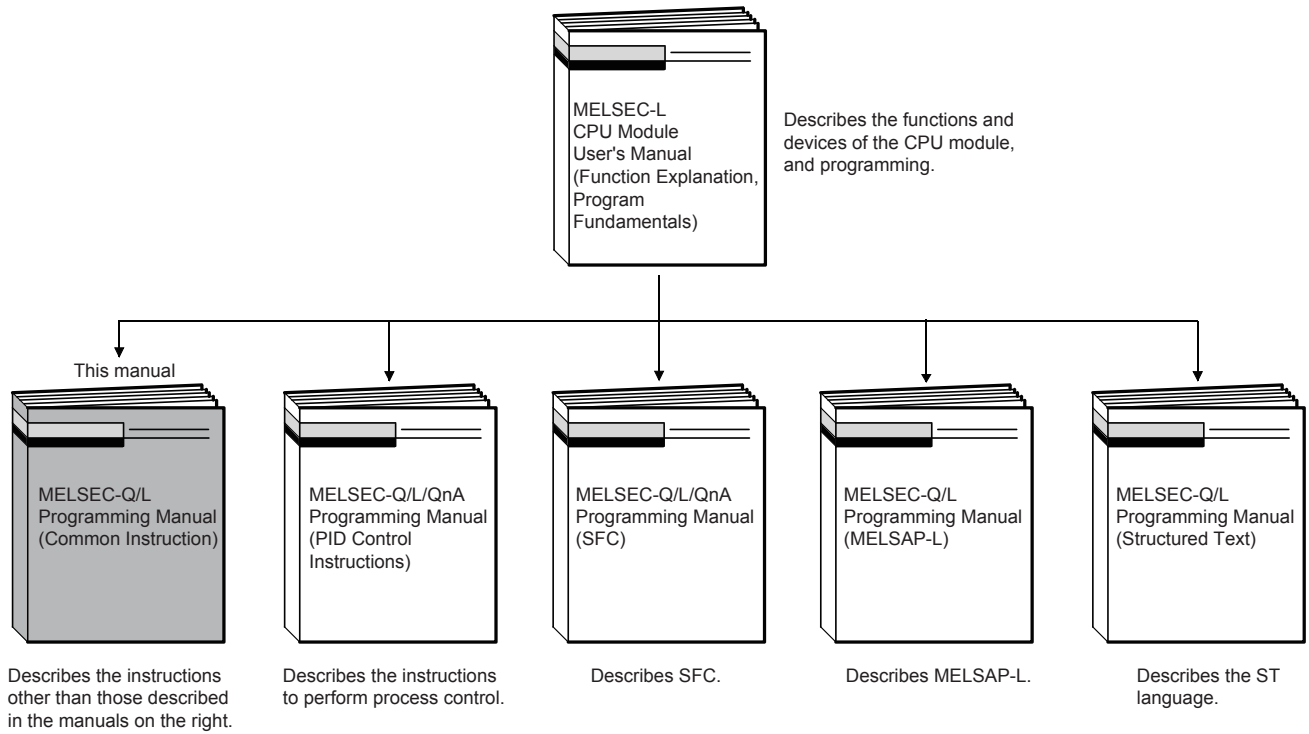 MELSEC-L
CPU Module
User's Manual
(Function Explanation,
Program
Fundamentals)
Describes the functions and
devices of the CPU module,
and programming.
This manual
MELSEC-Q/L
Programming Manual
(Common Instruction)
Describes the instructions
other than those described
in the manuals on the right.
MELSEC-Q/L/QnA
Programming Manual
(PID Control
Instructions)
Describes the instructions
to perform process control.
MELSEC-Q/L/QnA
Programming Manual
(SFC)
Describes SFC.
MELSEC-Q/L
Programming Manual
(MELSAP-L)
Describes MELSAP-L.
MELSEC-Q/L
Programming Manual
(Structured Text)
Describes the ST
language.